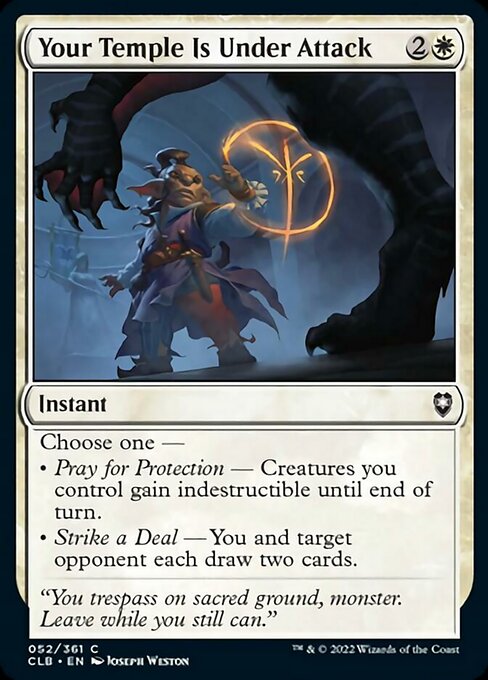 Your Temple Is Under Attack 2
Instant
Choose one —
• Pray for Protection — Creatures you
control gain indestructible until end of
turn.
• Strike a Deal —You and target
opponent each draw two cards.
“You trespass on sacred ground, monster.
Leave while you still can.”
052/361 C
CLB • EN Joseph Weston
™ & © 2022 Wizards of the Coast